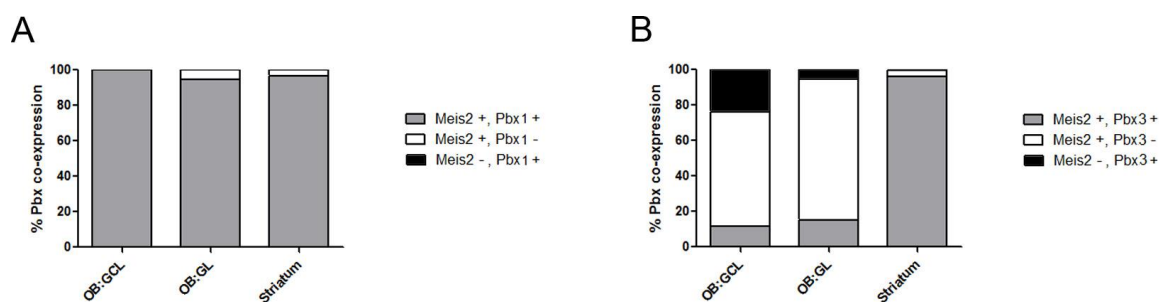 A
% Pbx co-expression
100
80
60
40
20
0
OB:GCL
OB:GL
Striatum
Meis2 +, Pbx1 +
Meis2 +, Pbx1 -
Meis2 -, Pbx1 +
B
% Pbx co-expression
100
80
60
40
20
0
OB:GCL
OB:GL
Striatum
Meis2 +, Pbx3 +
Meis2 +, Pbx3 -
Meis2 -, Pbx3 +